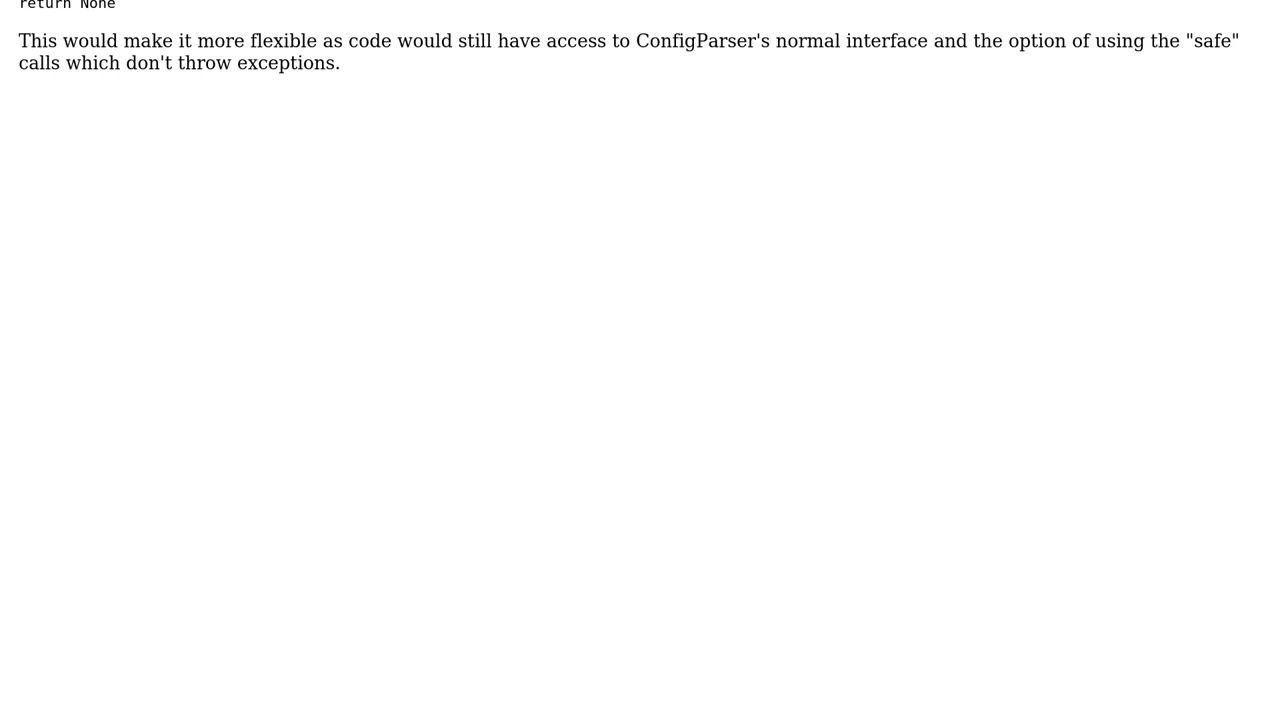 return None
This would make it more flexible as code would still have access to ConfigParser's normal interface and the option of using the "safe"
calls which don't throw exceptions.